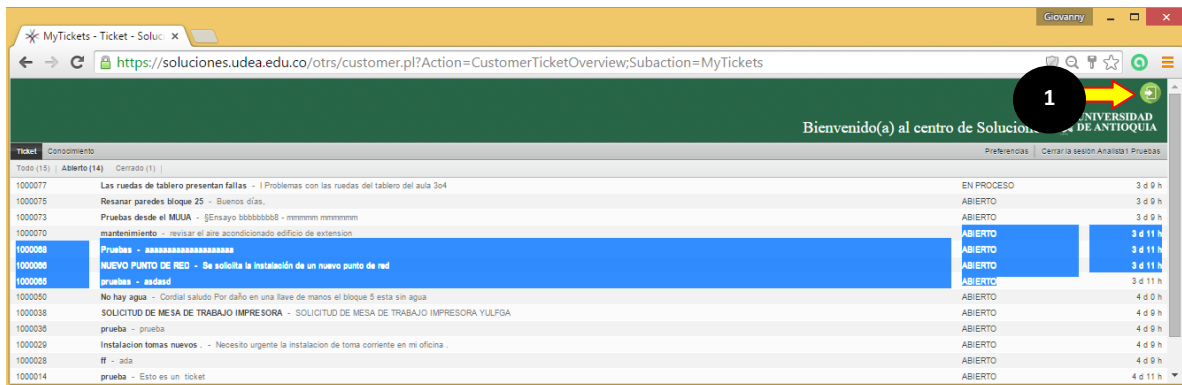 Giovanny
MyTickets - Ticket - Soluc
https://soluciones.udea.edu.co/otrs/customer.pl?Action=CustomerTicketOverview;Subaction=MyTickets
1
Bienvenido(a) al centro de Solucion
UNIVERSIDAD
DE ANTIOQUIA
Ticket Conocimiento Preferencias Cerrar la sesión Analista1 Pruebas
Todo (15) | Abierto (14) Cerrado (1) |
1000077 Las ruedas de tablero presentan fallas - I Problemas con las ruedas del tablero del aula 3o4 EN PROCESO 3 d 9 h
1000075 Resanar paredes bloque 25 - Buenos días, ABIERTO 3 d 9 h
1000073 Pruebas desde el MUUA - §Ensayo bbbbbbbb8 - mmmmm mmmmmmm ABIERTO 3 d 9 h
1000070 mantenimiento - revisar el aire acondicionado edificio de extension ABIERTO 3 d 11 h
1000068 Pruebas - ABIERTO 3 d 11 h
1000066 NUEVO PUNTO DE RED - Se solicita la instalación de un nuevo punto de red ABIERTO 3 d 11 h
1000065 pruebas - asdasd ABIERTO 3 d 11 h
1000050 No hay agua - Cordial saludo Por daño en una llave de manos el bloque 5 esta sin agua ABIERTO 4 d 0 h
1000038 SOLICITUD DE MESA DE TRABAJO IMPRESORA - SOLICITUD DE MESA DE TRABAJO IMPRESORA YULFGA ABIERTO 4 d 9 h
1000036 prueba - prueba ABIERTO 4 d 9 h
1000029 Instalacion tomas nuevos . - Necesito urgente la instalacion de toma corriente en mi oficina . ABIERTO 4 d 9 h
1000028 ff - ada ABIERTO 4 d 9 h
1000014 prueba - Esto es un ticket ABIERTO 4 d 11 h